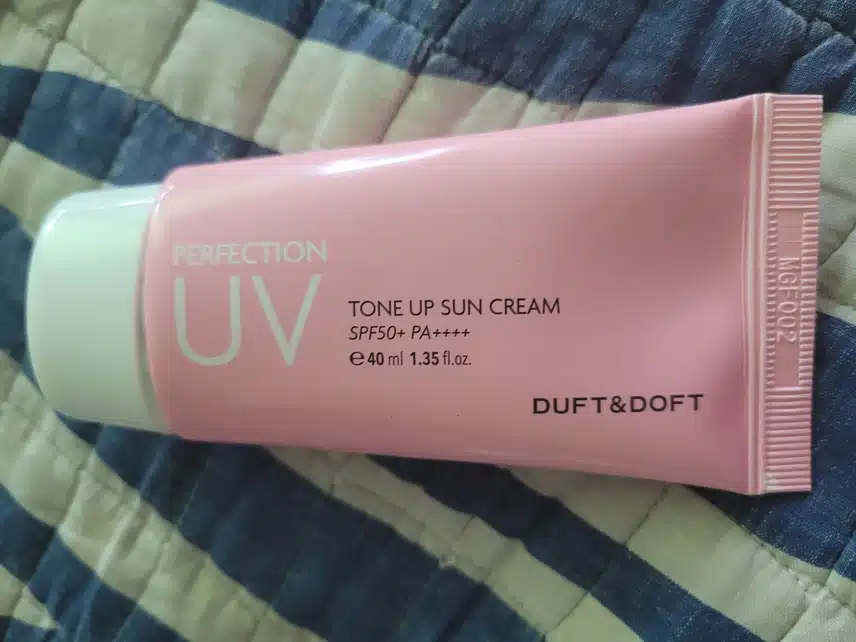 PERFECTION
UV
TONE UP SUN CREAM
SPF50+ PA++++
℮ 40 ml 1.35 fl.oz.
DUFT&DOFT
MGF002